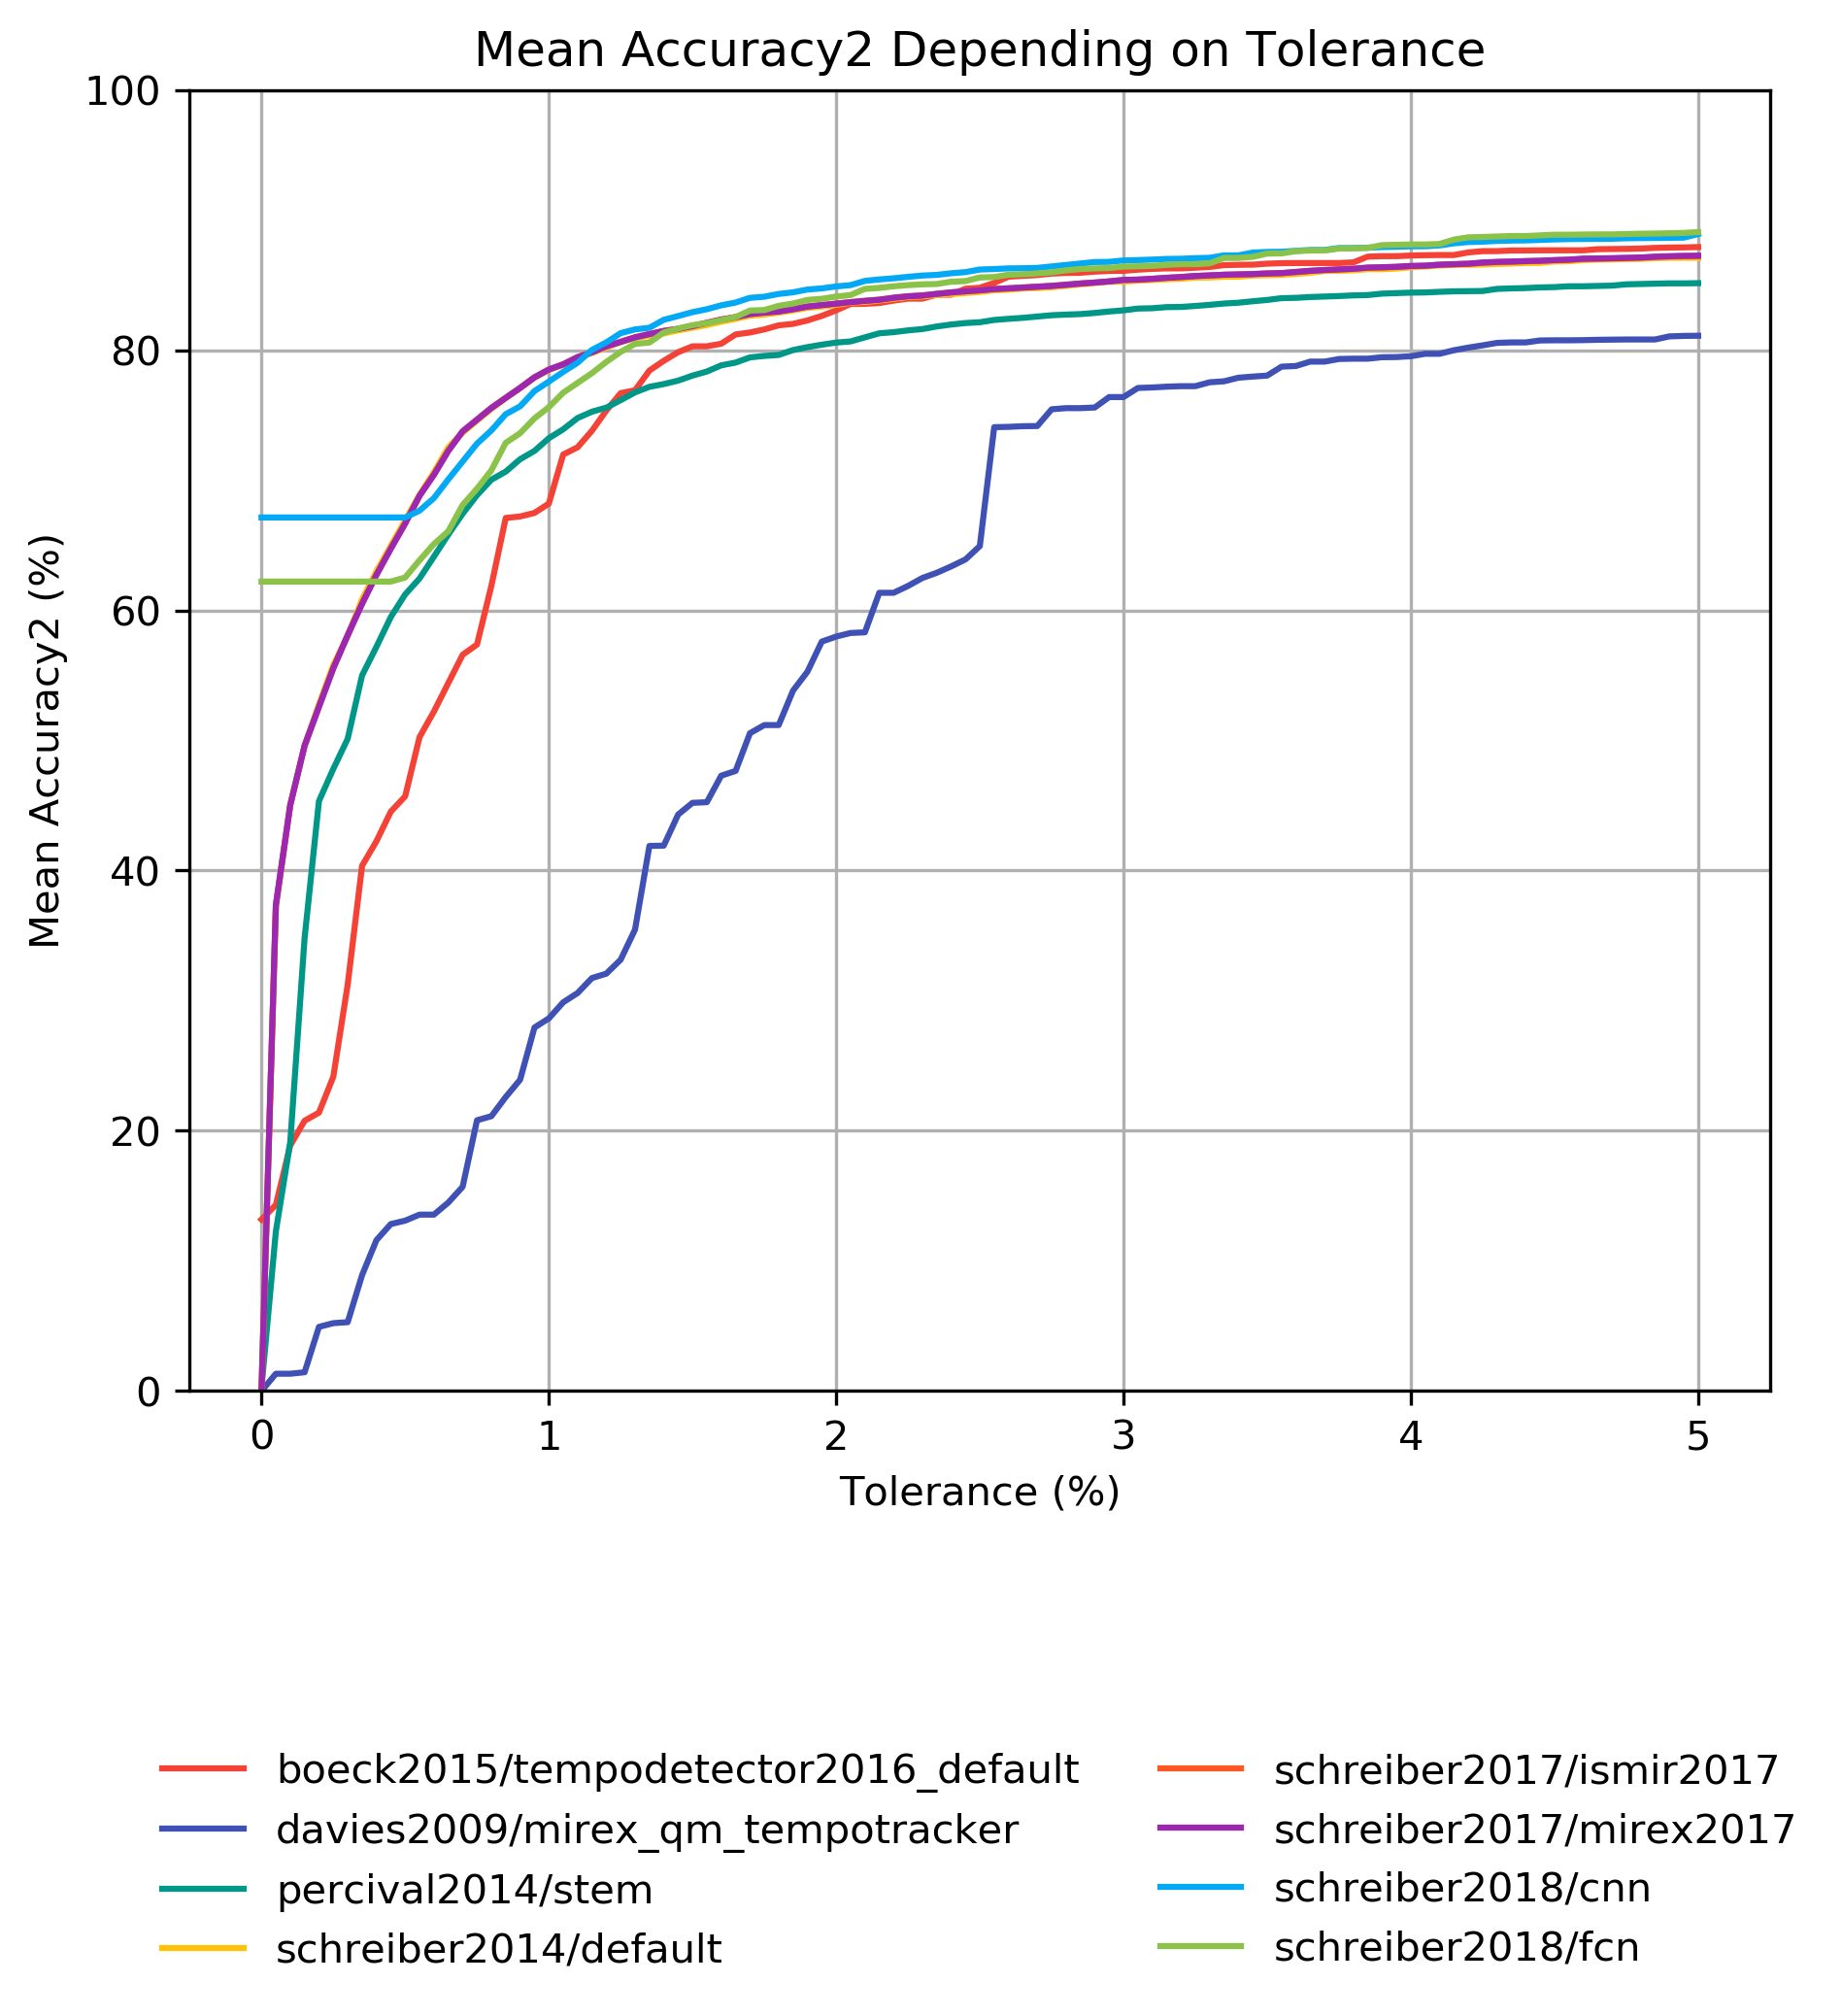 Mean Accuracy2 Depending on Tolerance
100
80
60
40
20
0
Mean Accuracy2 (%)
0 1 2 3 4 5
Tolerance (%)
boeck2015/tempodetector2016_default
davies2009/mirex_qm_tempotracker
percival2014/stem
schreiber2014/default
schreiber2017/ismir2017
schreiber2017/mirex2017
schreiber2018/cnn
schreiber2018/fcn